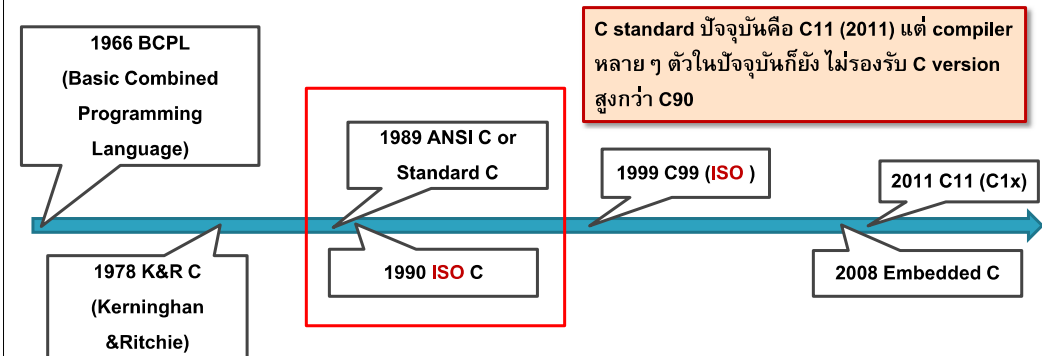 1966 BCPL
(Basic Combined
Programming
Language)
C standard ปัจจุบันคือ C11 (2011) แต่ compiler
หลาย ๆ ตัวในปัจจุบันก็ยัง ไม่รองรับ C version
สูงกว่า C90
1989 ANSI C or
Standard C
1999 C99 (ISO )
2011 C11 (C1x)
1978 K&R C
(Kerninghan
&Ritchie)
1990 ISO C
2008 Embedded C